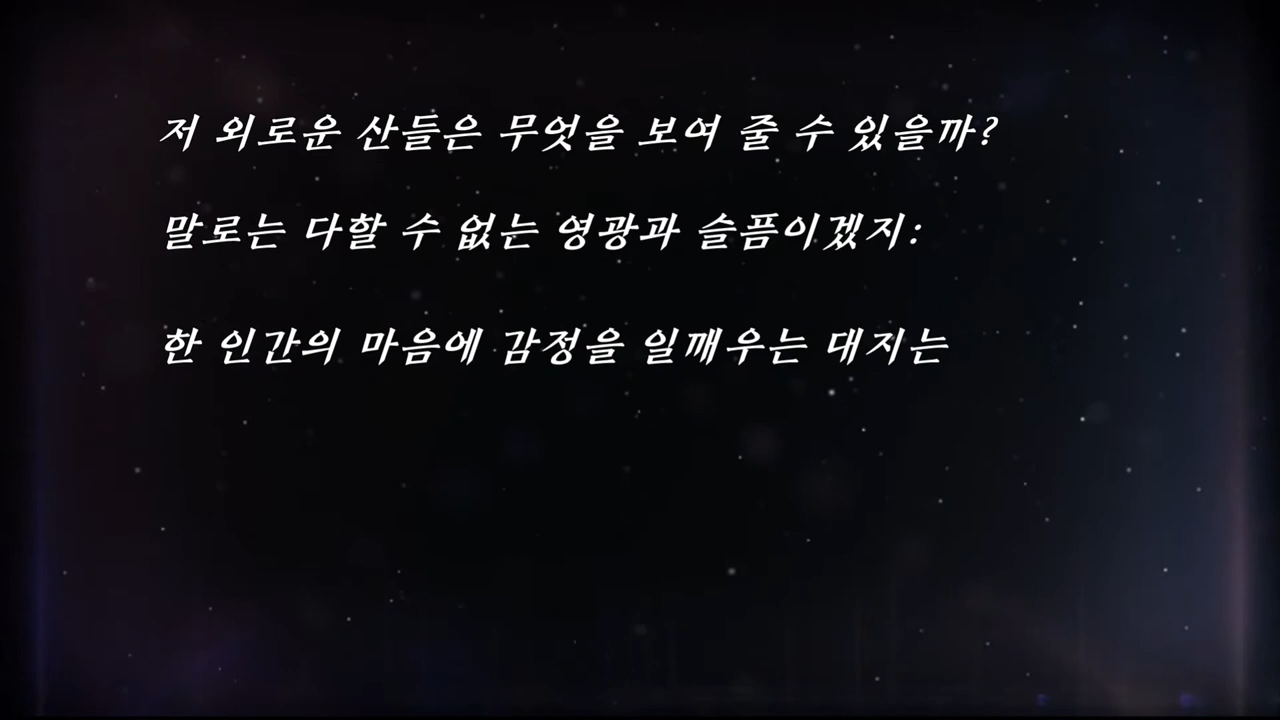 저 외로운 산들은 무엇을 보여 줄 수 있을까?
말로는 다할 수 없는 영광과 슬픔이겠지:
한 인간의 마음에 감정을 일깨우는 대지는